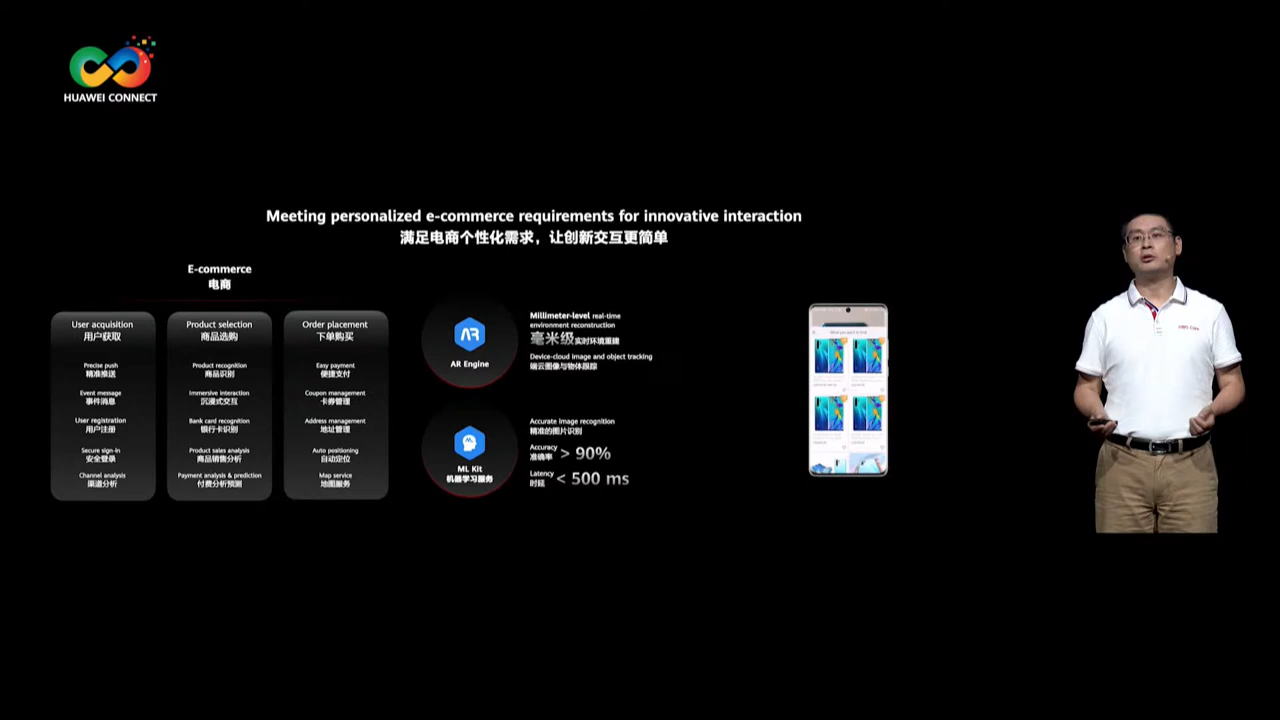 HUAWEI CONNECT
Meeting personalized e-commerce requirements for innovative interaction
满足电商个性化需求，让创新交互更简单
E-commerce
电商
User acquisition
用户获取
Precise push
精准推送
Event message
事件消息
User registration
用户注册
Secure sign-in
安全登录
Channel analysis
渠道分析
Product selection
商品选购
Product recognition
商品识别
Immersive interaction
沉浸式交互
Bank card recognition
银行卡识别
Product sales analysis
商品销售分析
Payment analysis & prediction
付费分析预测
Order placement
下单购买
Easy payment
便捷支付
Coupon management
卡券管理
Address management
地址管理
Auto positioning
自动定位
Map service
地图服务
AR
AR Engine
Millimeter-level real-time
environment reconstruction
毫米级实时环境重建
Device-cloud image and object tracking
端云图像与物体跟踪
ML Kit
机器学习服务
Accurate image recognition
精准的图片识别
Accuracy
准确率 > 90%
Latency
时延 < 500 ms